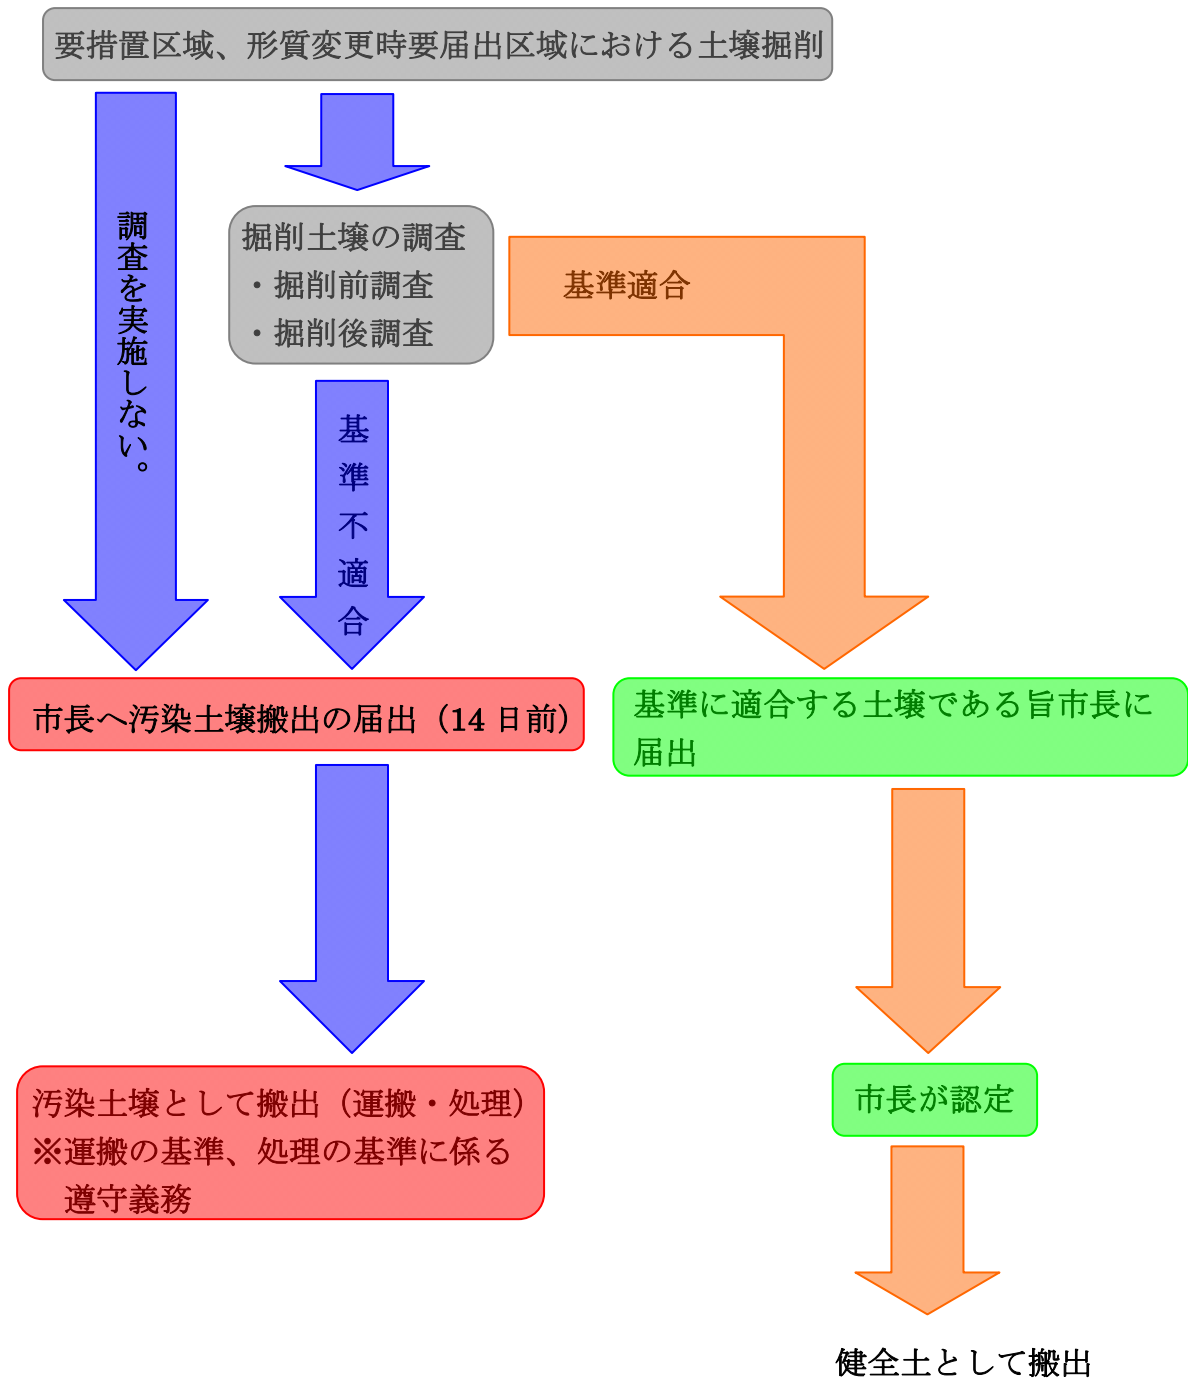 要措置区域、形質変更時要届出区域における土壌掘削
調査を実施しない。
掘削土壌の調査
・掘削前調査
・掘削後調査
基準適合
基準不適合
市長へ汚染土壌搬出の届出（14 日前）
基準に適合する土壌である旨市長に
届出
汚染土壌として搬出（運搬・処理）
※運搬の基準、処理の基準に係る
遵守義務
市長が認定
健全土として搬出